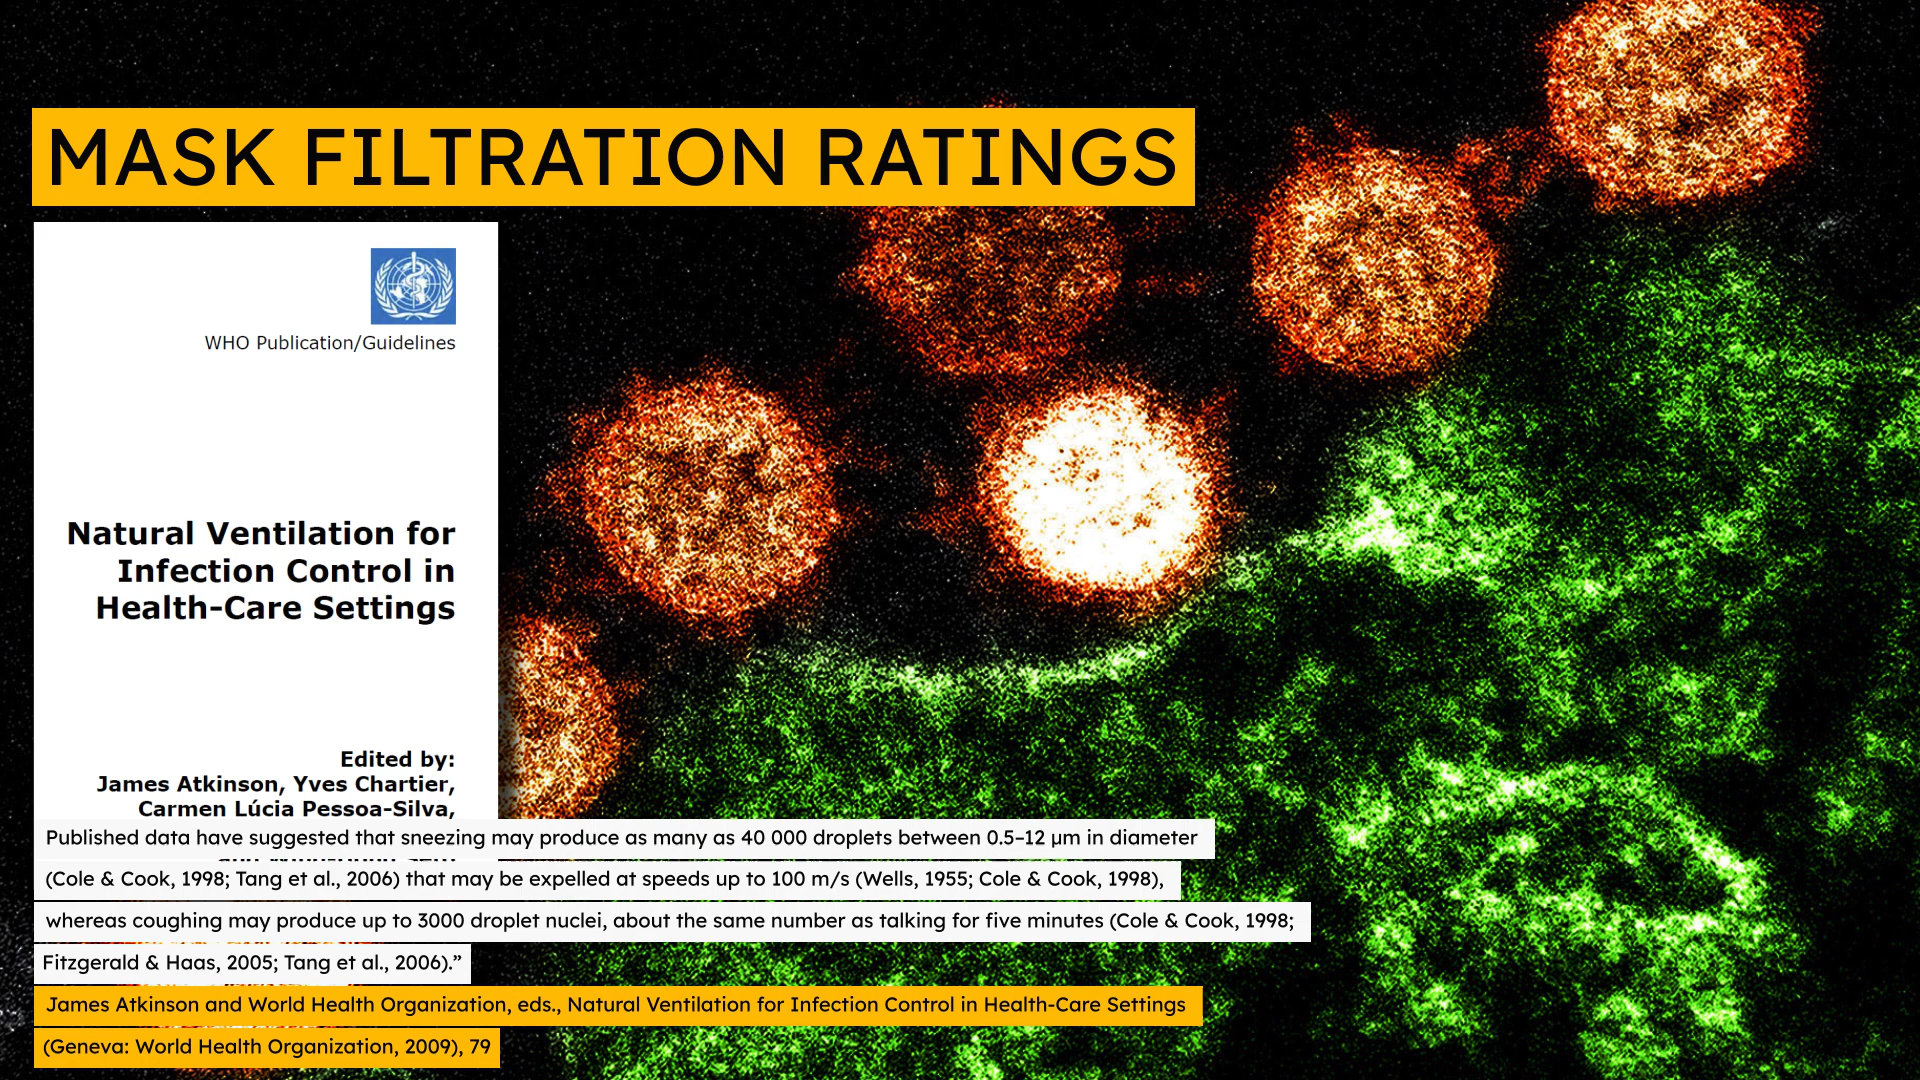 MASK FILTRATION RATINGS
WHO Publication/Guidelines
Natural Ventilation for
Infection Control in
Health-Care Settings
Edited by:
James Atkinson, Yves Chartier,
Carmen Lúcia Pessoa-Silva,
Published data have suggested that sneezing may produce as many as 40 000 droplets between 0.5–12 µm in diameter
(Cole & Cook, 1998; Tang et al., 2006) that may be expelled at speeds up to 100 m/s (Wells, 1955; Cole & Cook, 1998),
whereas coughing may produce up to 3000 droplet nuclei, about the same number as talking for five minutes (Cole & Cook, 1998;
Fitzgerald & Haas, 2005; Tang et al., 2006).”
James Atkinson and World Health Organization, eds., Natural Ventilation for Infection Control in Health-Care Settings
(Geneva: World Health Organization, 2009), 79